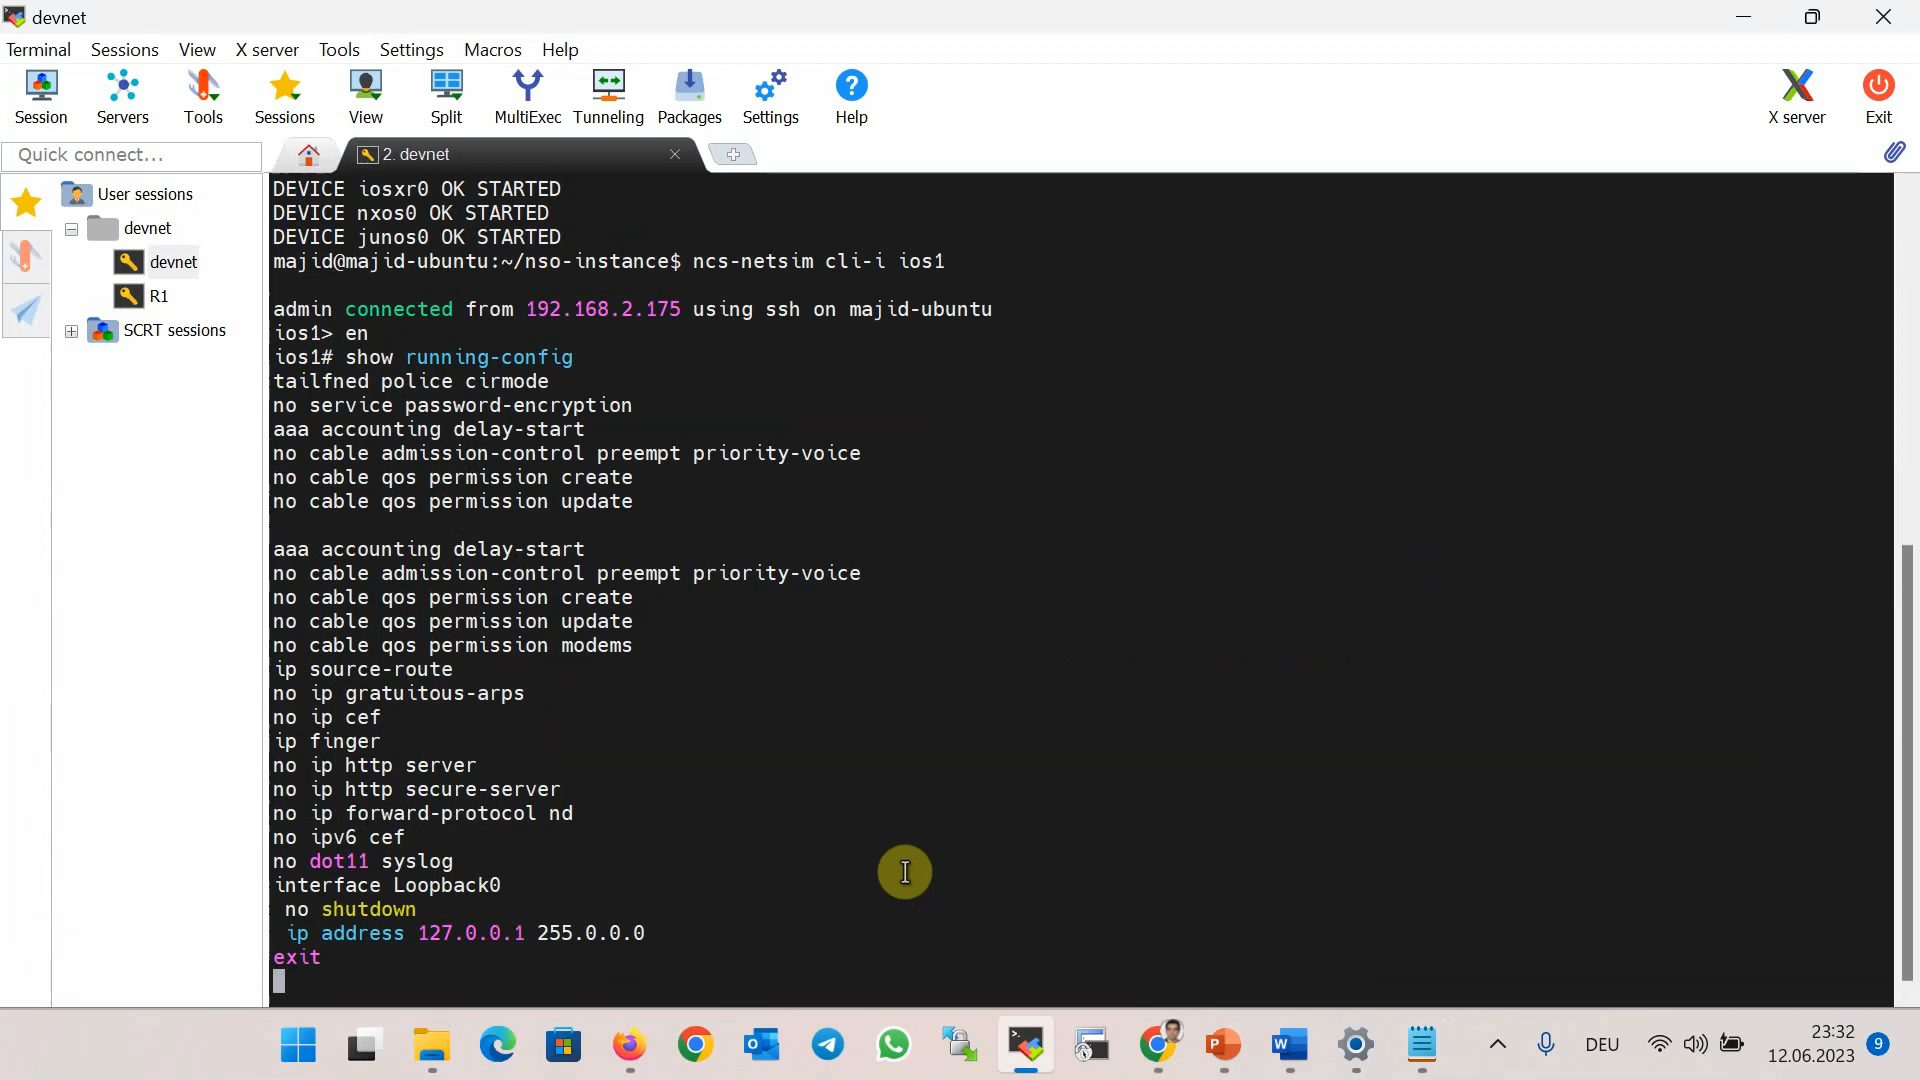 devnet
Terminal Sessions View X server Tools Settings Macros Help
Session Servers Tools Sessions View Split MultiExec Tunneling Packages Settings Help X server Exit
Quick connect...
2. devnet
User sessions
devnet
devnet
R1
SCRT sessions
DEVICE iosxr0 OK STARTED
DEVICE nxos0 OK STARTED
DEVICE junos0 OK STARTED
majid@majid-ubuntu:~/nso-instance$ ncs-netsim cli-i ios1
admin connected from 192.168.2.175 using ssh on majid-ubuntu
ios1> en
ios1# show running-config
tailfned police cirmode
no service password-encryption
aaa accounting delay-start
no cable admission-control preempt priority-voice
no cable qos permission create
no cable qos permission update
aaa accounting delay-start
no cable admission-control preempt priority-voice
no cable qos permission create
no cable qos permission update
no cable qos permission modems
ip source-route
no ip gratuitous-arps
no ip cef
ip finger
no ip http server
no ip http secure-server
no ip forward-protocol nd
no ipv6 cef
no dot11 syslog
interface Loopback0
no shutdown
ip address 127.0.0.1 255.0.0.0
exit
DEU
23:32
12.06.2023
9